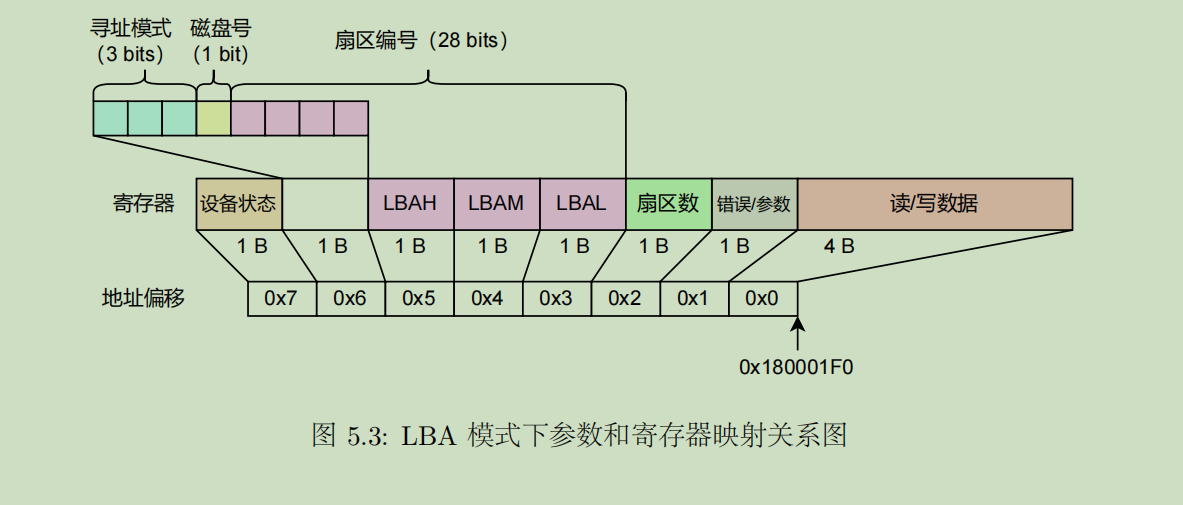 寻址模式 磁盘号 扇区编号（28 bits）
（3 bits） （1 bit）
寄存器 设备状态 LBAH LBAM LBAL 扇区数 错误/参数 读/写数据
1 B 1 B 1 B 1 B 1 B 1 B 1 B 4 B
地址偏移 0x7 0x6 0x5 0x4 0x3 0x2 0x1 0x0
0x180001F0
图 5.3: LBA 模式下参数和寄存器映射关系图